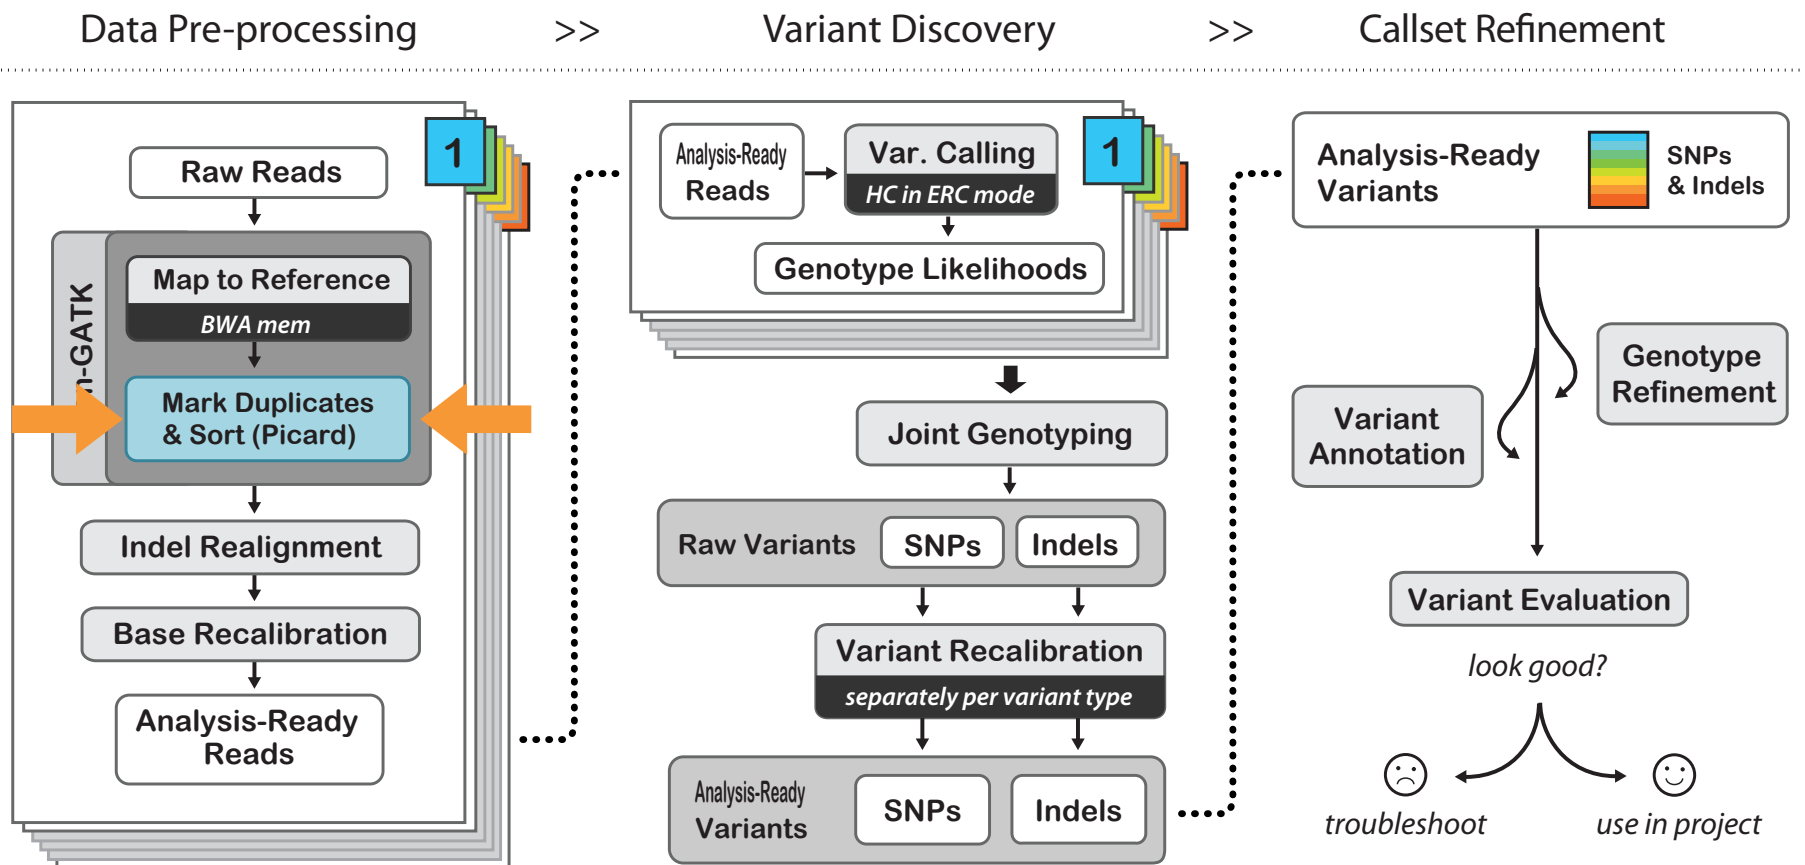 Data Pre-processing >> Variant Discovery >> Callset Refinement
1
Raw Reads
Map to Reference
BWA mem
n-GATK
Mark Duplicates
& Sort (Picard)
Indel Realignment
Base Recalibration
Analysis-Ready
Reads
1
Analysis-Ready
Reads
Var. Calling
HC in ERC mode
Genotype Likelihoods
Joint Genotyping
Raw Variants
SNPs
Indels
Variant Recalibration
separately per variant type
Analysis-Ready
Variants
SNPs
Indels
Analysis-Ready
Variants
SNPs
& Indels
Genotype
Refinement
Variant
Annotation
Variant Evaluation
look good?
troubleshoot
use in project